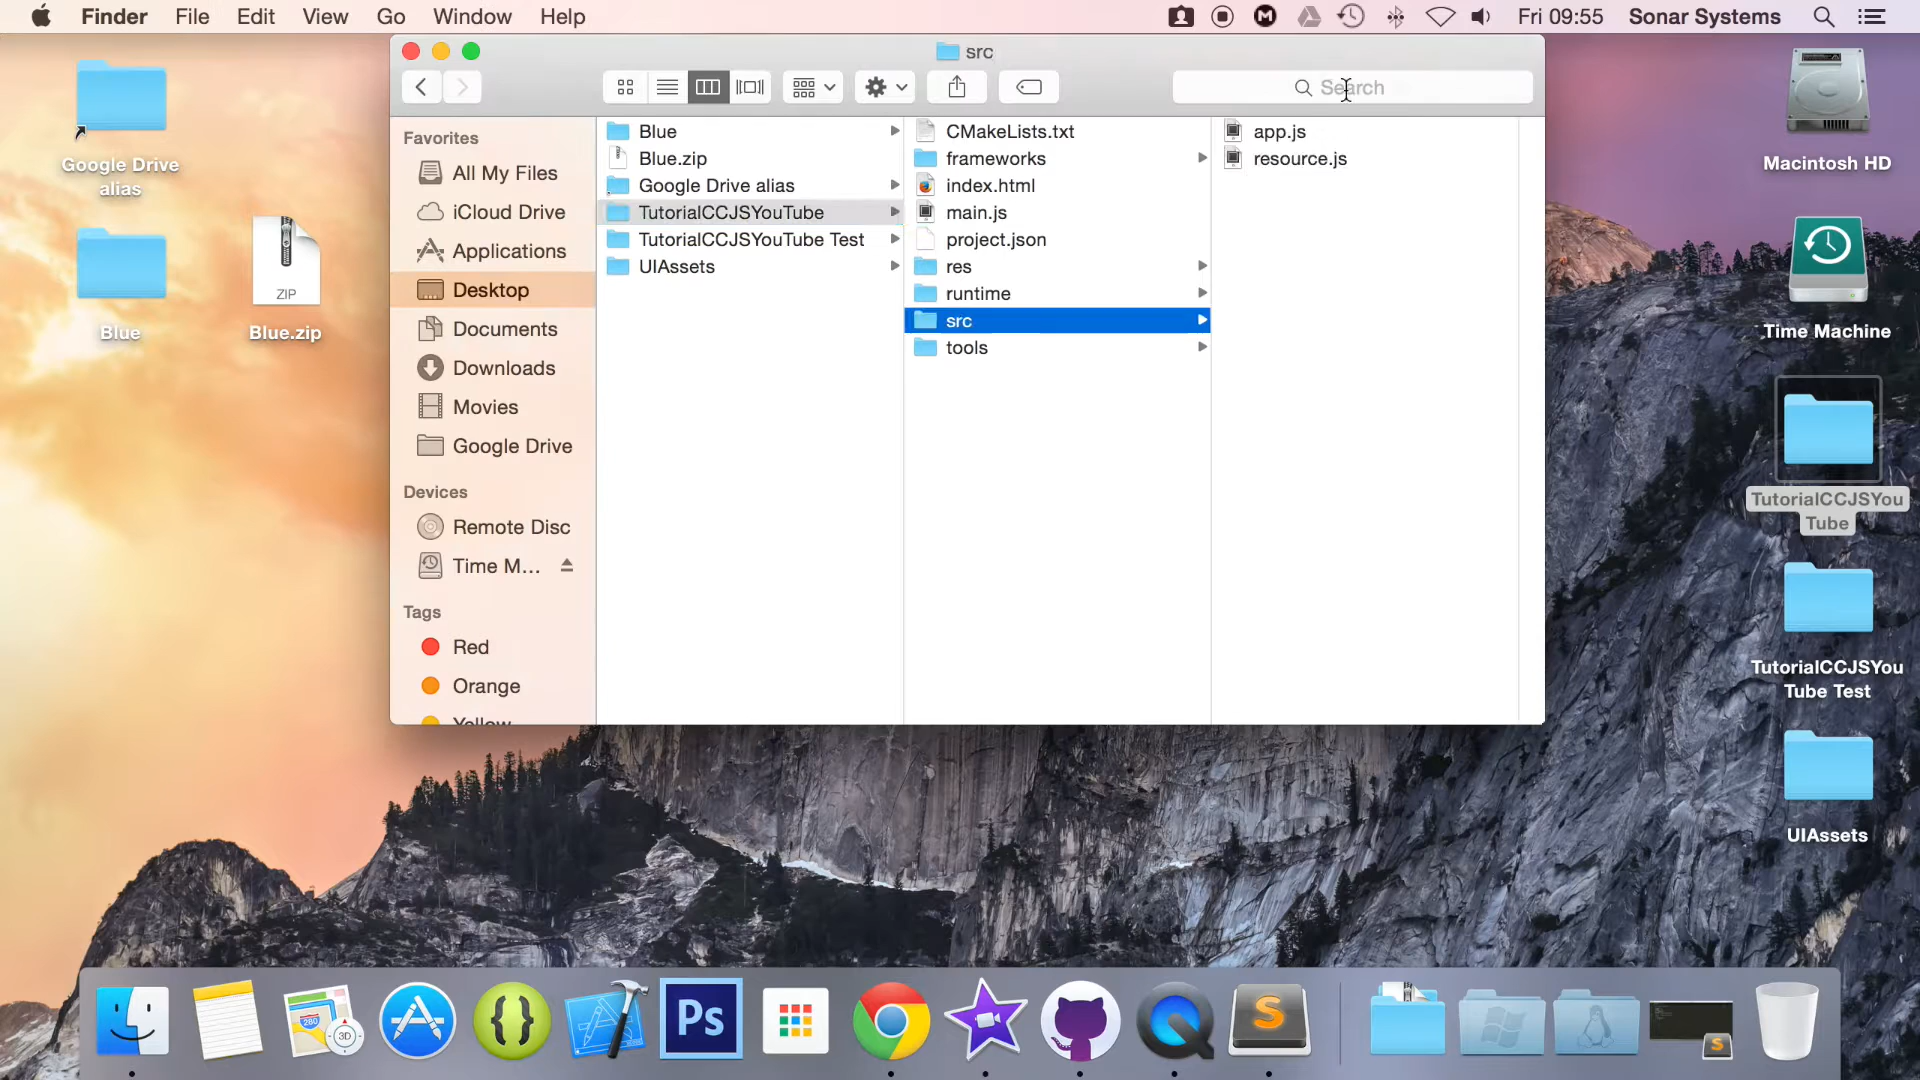 Finder File Edit View Go Window Help
Fri 09:55 Sonar Systems
src
Search
Favorites
All My Files
iCloud Drive
Applications
Desktop
Documents
Downloads
Movies
Google Drive
Devices
Remote Disc
Time M...
Tags
Red
Orange
Yellow
Blue
Blue.zip
Google Drive alias
TutorialCCJSYouTube
TutorialCCJSYouTube Test
UIAssets
CMakeLists.txt
frameworks
index.html
main.js
project.json
res
runtime
src
tools
app.js
resource.js
Google Drive
alias
Blue
ZIP
Blue.zip
Macintosh HD
Time Machine
TutorialCCJSYou
Tube
TutorialCCJSYou
Tube Test
UIAssets
280
3D
Ps
S
S